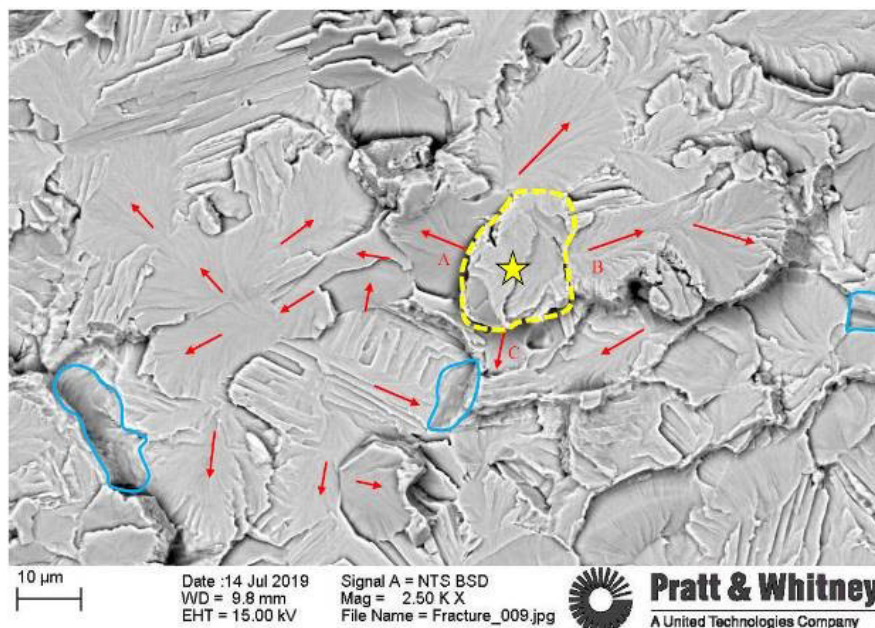 A
B
C
10 µm
Date :14 Jul 2019
WD = 9.8 mm
EHT = 15.00 kV
Signal A = NTS BSD
Mag = 2.50 K X
File Name = Fracture_009.jpg
Pratt & Whitney
A United Technologies Company